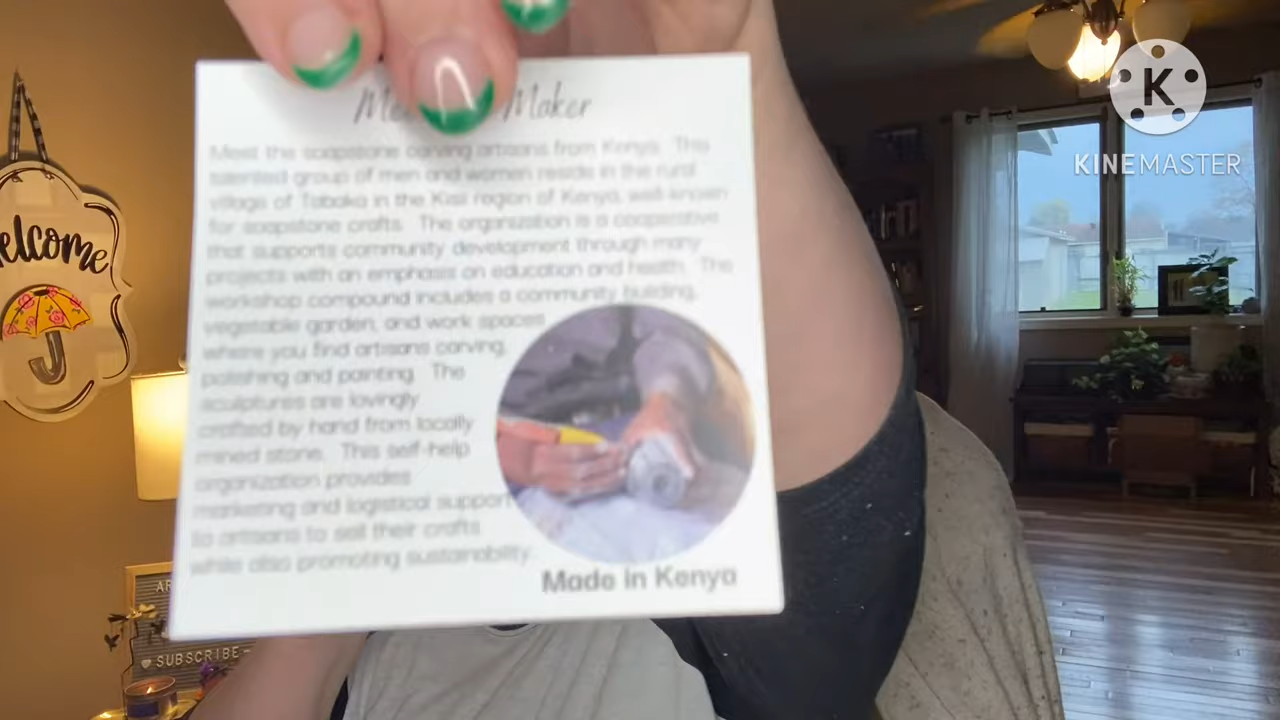 Maker
Meet the soapstone carving artisans from Kenya. This
talented group of men and women reside in the rural
village of Tabaka in the Kisii region of Kenya, well-known
for soapstone crafts. The organization is a cooperative
that supports community development through many
projects with an emphasis on education and health. The
workshop compound includes a community building,
vegetable garden, and work spaces
where you find artisans carving,
polishing and painting. The
sculptures are lovingly
crafted by hand from locally
mined stone. This self-help
organization provides
marketing and logistical support
to artisans to sell their crafts
while also promoting sustainability.
Made in Kenya
elcome
SUBSCRIBE
K
KINEMASTER